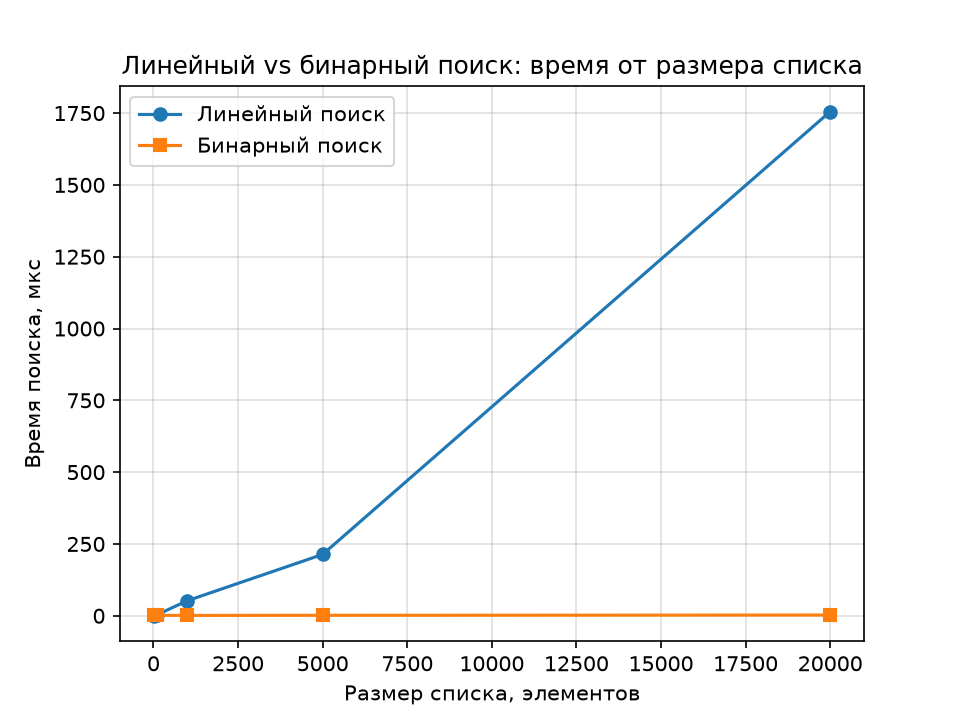 Линейный vs бинарный поиск: время от размера списка
Линейный поиск
Бинарный поиск
Время поиска, мкс
1750
1500
1250
1000
750
500
250
0
0 2500 5000 7500 10000 12500 15000 17500 20000
Размер списка, элементов